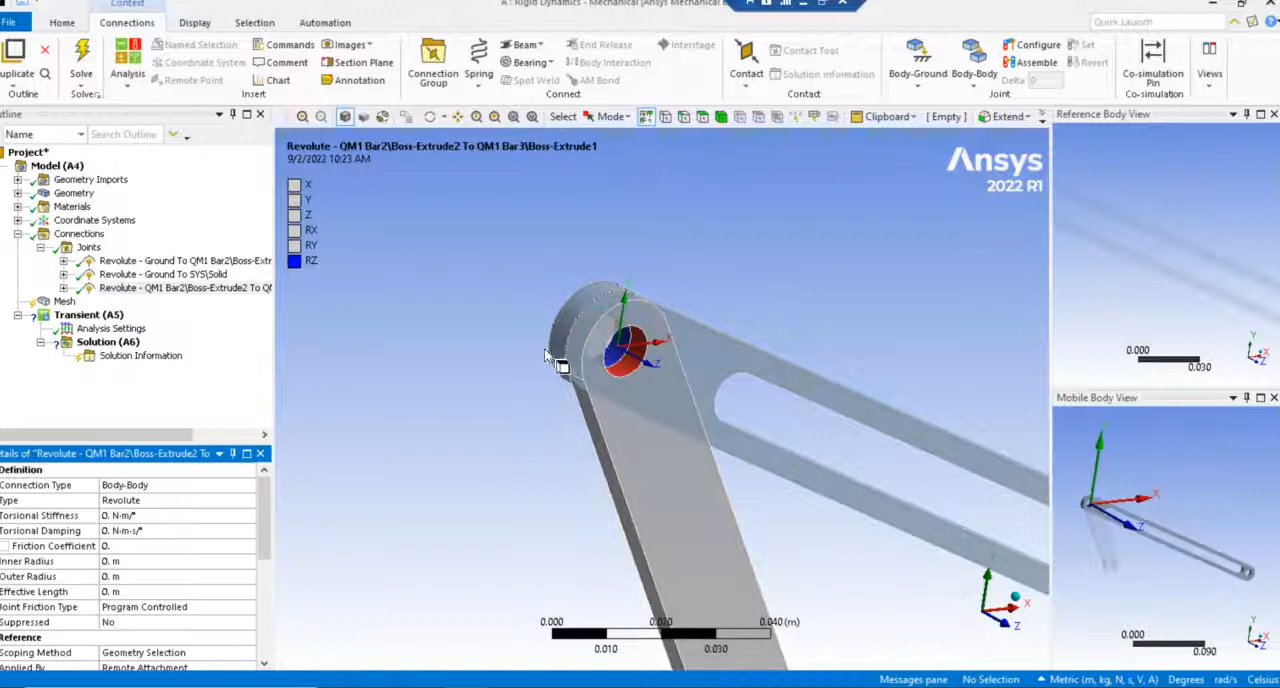 A : Rigid Dynamics - Mechanical [Ansys Mechanical E
Context
File Home Connections Display Selection Automation Quick Launch
uplicate Solve Analysis Named Selection Commands Images Connection Group Spring Beam End Release Interstage Contact Contact Tool Body-Ground Body-Body Configure Set Co-simulation Pin Views
Coordinate System Comment Section Plane Bearing Body Interaction Solution Information Assemble Revert
Remote Point Chart Annotation Spot Weld AM Bond Delta 0
Outline Solver Insert Connect Contact Joint Co-simulation
utline
Name Search Outline
Select Mode Clipboard [ Empty ] Extend
Reference Body View
Project*
Model (A4)
Geometry Imports
Geometry
Materials
Coordinate Systems
Connections
Joints
Revolute - Ground To QM1 Bar2\Boss-Extr
Revolute - Ground To SYS\Solid
Revolute - QM1 Bar2\Boss-Extrude2 To Q
Mesh
Transient (A5)
Analysis Settings
Solution (A6)
Solution Information
Revolute - QM1 Bar2\Boss-Extrude2 To QM1 Bar3\Boss-Extrude1
9/2/2022 10:23 AM
X
Y
Z
RX
RY
RZ
Ansys
2022 R1
X
Z
0.000
0.020
0.040 (m)
0.010
0.030
X
Z
0.000
0.030
Y
X
Z
Mobile Body View
X
Z
0.000
0.090
Y
X
Z
etails of "Revolute - QM1 Bar2\Boss-Extrude2 To
Definition
Connection Type Body-Body
Type Revolute
Torsional Stiffness 0. N·m/°
Torsional Damping 0. N·m·s/°
Friction Coefficient 0.
Inner Radius 0. m
Outer Radius 0. m
Effective Length 0. m
Joint Friction Type Program Controlled
Suppressed No
Reference
Scoping Method Geometry Selection
Applied By Remote Attachment
Messages pane No Selection Metric (m, kg, N, s, V, A) Degrees rad/s Celsius